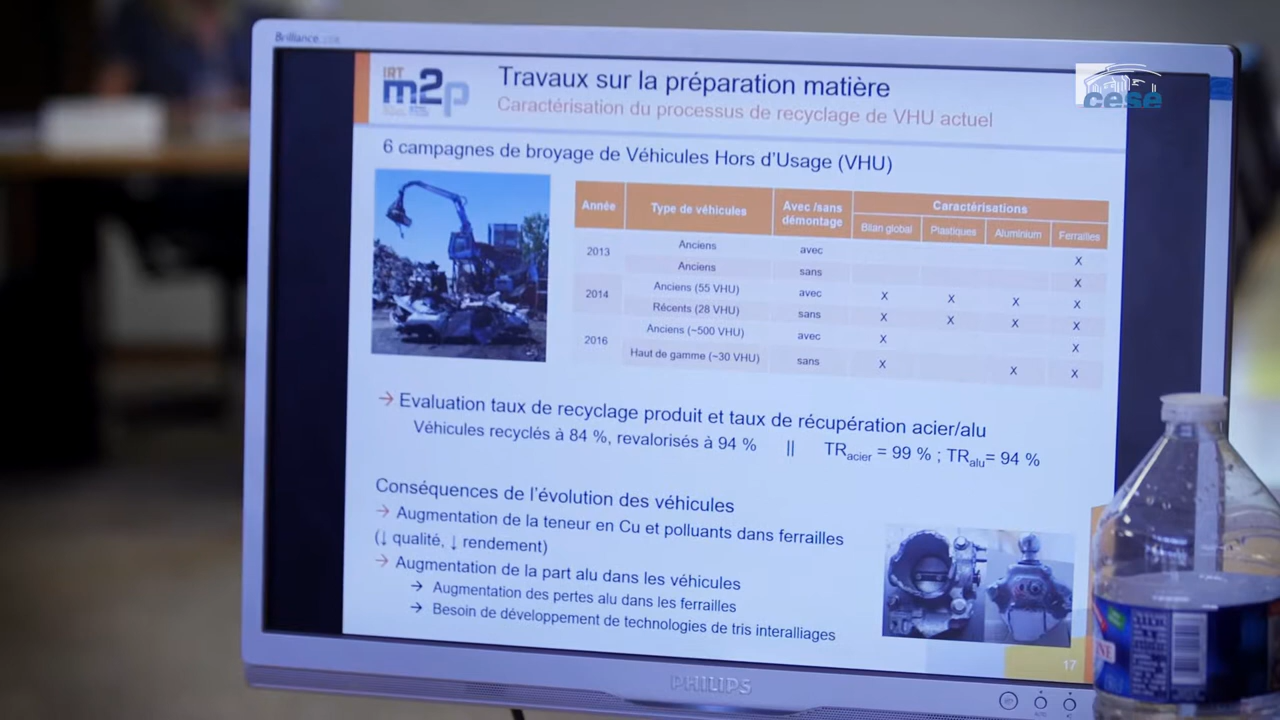 Brilliance
IRT
m2p
Travaux sur la préparation matière
Caractérisation du processus de recyclage de VHU actuel
cese
6 campagnes de broyage de Véhicules Hors d'Usage (VHU)
Année Type de véhicules Avec /sans démontage Caractérisations
Bilan global Plastiques Aluminium Ferrailles
2013 Anciens avec X
Anciens sans X
2014 Anciens (55 VHU) avec X X X X
Récents (28 VHU) sans X X X X
2016 Anciens (~500 VHU) avec X X
Haut de gamme (~30 VHU) sans X X X
→ Evaluation taux de recyclage produit et taux de récupération acier/alu
Véhicules recyclés à 84 %, revalorisés à 94 % || TRacier = 99 % ; TRalu= 94 %
Conséquences de l'évolution des véhicules
→ Augmentation de la teneur en Cu et polluants dans ferrailles
(↓ qualité, ↓ rendement)
→ Augmentation de la part alu dans les véhicules
→ Augmentation des pertes alu dans les ferrailles
→ Besoin de développement de technologies de tris interalliages
17
PHILIPS